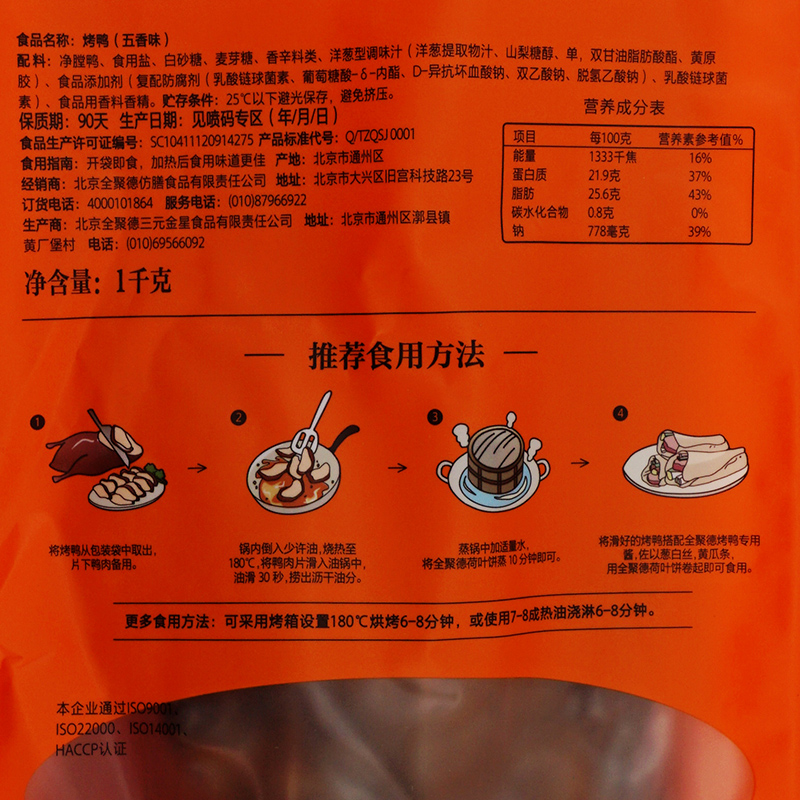 食品名称：烤鸭（五香味）
配料：净膛鸭、食用盐、白砂糖、麦芽糖、香辛料类、洋葱型调味汁（洋葱提取物汁、山梨糖醇、单，双甘油脂肪酸酯、黄原
胶）、食品添加剂（复配防腐剂（乳酸链球菌素、葡萄糖酸-δ-内酯、D-异抗坏血酸钠、双乙酸钠、脱氢乙酸钠）、乳酸链球菌
素）、食品用香料香精。贮存条件：25℃以下避光保存，避免挤压。
保质期：90天 生产日期：见喷码专区（年/月/日）
食品生产许可证编号：SC10411120914275 产品标准代号：Q/TZQSJ 0001
食用指南：开袋即食，加热后食用味道更佳 产地：北京市通州区
经销商：北京全聚德仿膳食品有限责任公司 地址：北京市大兴区旧宫科技路23号
订货电话：4000101864 服务电话：(010)87966922
生产商：北京全聚德三元金星食品有限责任公司 地址：北京市通州区漷县镇
黄厂堡村 电话：(010)69566092
净含量：1千克
营养成分表
项目 每100克 营养素参考值%
能量 1333千焦 16%
蛋白质 21.9克 37%
脂肪 25.6克 43%
碳水化合物 0.8克 0%
钠 778毫克 39%
推荐食用方法
1
将烤鸭从包装袋中取出，
片下鸭肉备用。
2
锅内倒入少许油，烧热至
180℃，将鸭肉片滑入油锅中，
油滑 30 秒，捞出沥干油分。
3
蒸锅中加适量水，
将全聚德荷叶饼蒸 10 分钟即可。
4
将滑好的烤鸭搭配全聚德烤鸭专用
酱，佐以葱白丝，黄瓜条，
用全聚德荷叶饼卷起即可食用。
更多食用方法：可采用烤箱设置180℃烘烤6-8分钟，或使用7-8成热油浇淋6-8分钟。
本企业通过ISO9001、
ISO22000、ISO14001、
HACCP认证